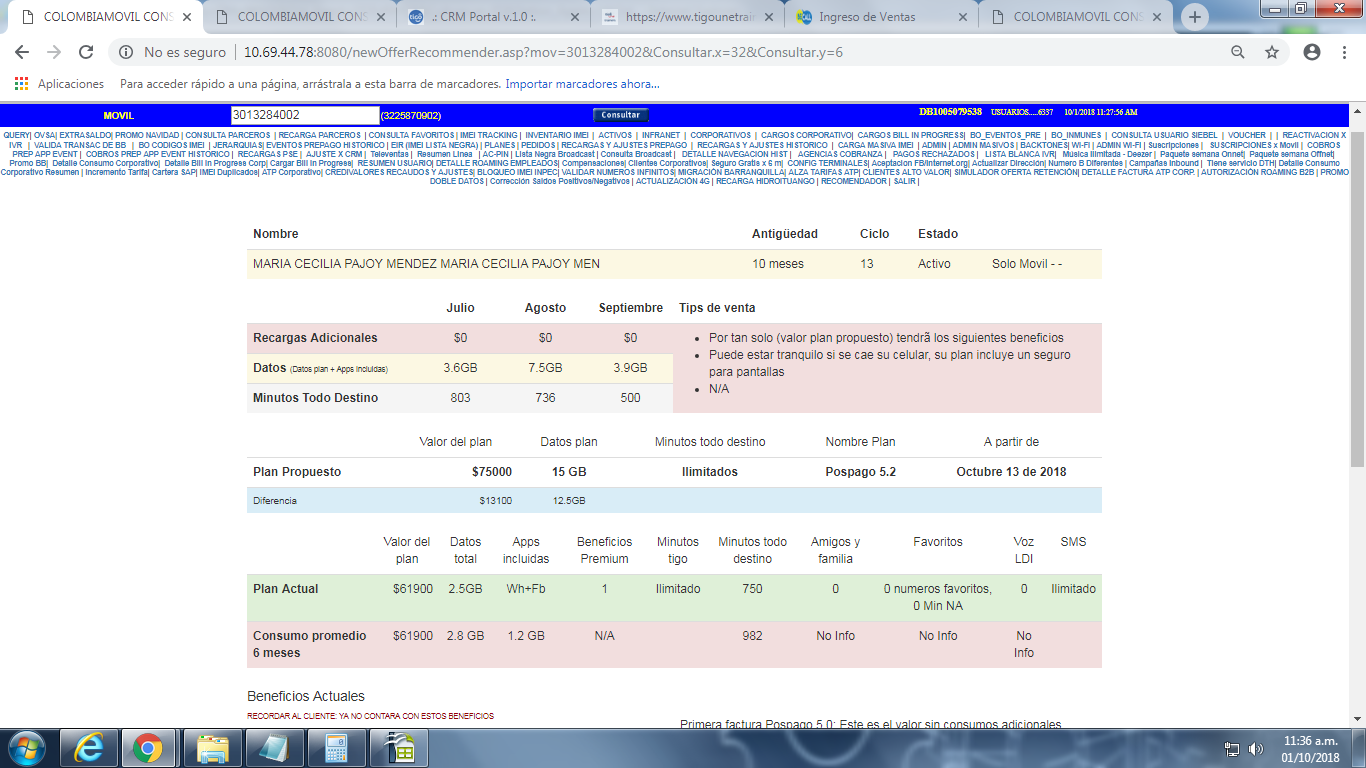 COLOMBIAMOVIL CONS
COLOMBIAMOVIL CONS
.: CRM Portal v.1.0 :.
https://www.tigounetrain
Ingreso de Ventas
COLOMBIAMOVIL CONS
No es seguro | 10.69.44.78:8080/newOfferRecommender.asp?mov=3013284002&Consultar.x=32&Consultar.y=6
Aplicaciones Para acceder rápido a una página, arrástrala a esta barra de marcadores. Importar marcadores ahora...
MOVIL 3013284002 (3225870902) Consultar DB1005079538 USUARIOS.....6337 10/1/2018 11:27:56 AM
QUERY| OVSA| EXTRASALDO| PROMO NAVIDAD | CONSULTA PARCEROS | RECARGA PARCEROS | CONSULTA FAVORITOS | IMEI TRACKING | INVENTARIO IMEI | ACTIVOS | INFRANET | CORPORATIVOS | CARGOS CORPORATIVO| CARGOS BILL IN PROGRESS| BO_EVENTOS_PRE | BO_INMUNES | CONSULTA USUARIO SIEBEL | VOUCHER | | REACTIVACION X
IVR | VALIDA TRANSAC DE BB | BO CODIGOS IMEI | JERARQUIAS| EVENTOS PREPAGO HISTORICO | EIR (IMEI LISTA NEGRA) | PLANES | PEDIDOS | RECARGAS Y AJUSTES PREPAGO | RECARGAS Y AJUSTES HISTORICO | CARGA MASIVA IMEI | ADMIN | ADMIN MASIVOS | BACKTONES| WI-FI | ADMIN WI-FI | Suscripciones | SUSCRIPCIONES x Movil | COBROS
PREP APP EVENT | COBROS PREP APP EVENT HISTORICO | RECARGAS PSE | AJUSTE X CRM | Televentas | Resumen Linea | AC-PIN | Lista Negra Broadcast | Consulta Broadcast | DETALLE NAVEGACION HIST | AGENCIAS COBRANZA | PAGOS RECHAZADOS | LISTA BLANCA IVR| Música Ilimitada - Deezer | Paquete semana Onnet| Paquete semana Offnet|
Promo BB| Detalle Consumo Corporativo| Detalle Bill In Progress Corp| Cargar Bill in Progress| RESUMEN USUARIO| DETALLE ROAMING EMPLEADOS| Compensaciones| Clientes Corporativos| Seguro Gratis x 6 m| CONFIG TERMINALES| Aceptacion FB/Internet.org| Actualizar Dirección| Numero B Diferentes | Campañas Inbound | Tiene servicio DTH| Detalle Consumo
Corporativo Resumen | Incremento Tarifa| Cartera SAP| IMEI Duplicados| ATP Corporativo| CREDIVALORES RECAUDOS Y AJUSTES| BLOQUEO IMEI INPEC| VALIDAR NUMEROS INFINITOS| MIGRACIÓN BARRANQUILLA| ALZA TARIFAS ATP| CLIENTES ALTO VALOR| SIMULADOR OFERTA RETENCIÓN| DETALLE FACTURA ATP CORP. | AUTORIZACIÓN ROAMING B2B | PROMO
DOBLE DATOS | Corrección Saldos Positivos/Negativos | ACTUALIZACIÓN 4G | RECARGA HIDROITUANGO | RECOMENDADOR | SALIR |
Nombre Antigüedad Ciclo Estado
MARIA CECILIA PAJOY MENDEZ MARIA CECILIA PAJOY MEN 10 meses 13 Activo Solo Movil - -
Julio Agosto Septiembre Tips de venta
Recargas Adicionales $0 $0 $0
Datos (Datos plan + Apps incluidas) 3.6GB 7.5GB 3.9GB
Minutos Todo Destino 803 736 500
Por tan solo (valor plan propuesto) tendrã los siguientes beneficios
Puede estar tranquilo si se cae su celular, su plan incluye un seguro
para pantallas
N/A
Valor del plan Datos plan Minutos todo destino Nombre Plan A partir de
Plan Propuesto $75000 15 GB Ilimitados Pospago 5.2 Octubre 13 de 2018
Diferencia $13100 12.5GB
Valor del plan Datos total Apps incluidas Beneficios Premium Minutos tigo Minutos todo destino Amigos y familia Favoritos Voz LDI SMS
Plan Actual $61900 2.5GB Wh+Fb 1 Ilimitado 750 0 0 numeros favoritos, 0 Min NA 0 Ilimitado
Consumo promedio 6 meses $61900 2.8 GB 1.2 GB N/A 982 No Info No Info No Info
Beneficios Actuales
RECORDAR AL CLIENTE: YA NO CONTARA CON ESTOS BENEFICIOS
Primera factura Pospago 5.0: Este es el valor sin consumos adicionales
11:36 a.m.
01/10/2018